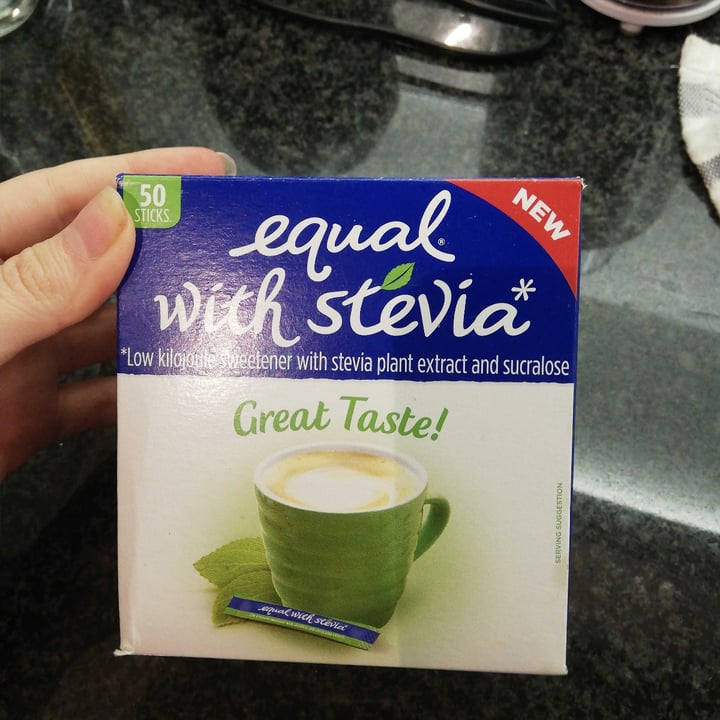 50
STICKS
NEW
equal®
with stevia*
*Low kilojoule sweetener with stevia plant extract and sucralose
Great Taste!
SERVING SUGGESTION
equal with stevia*